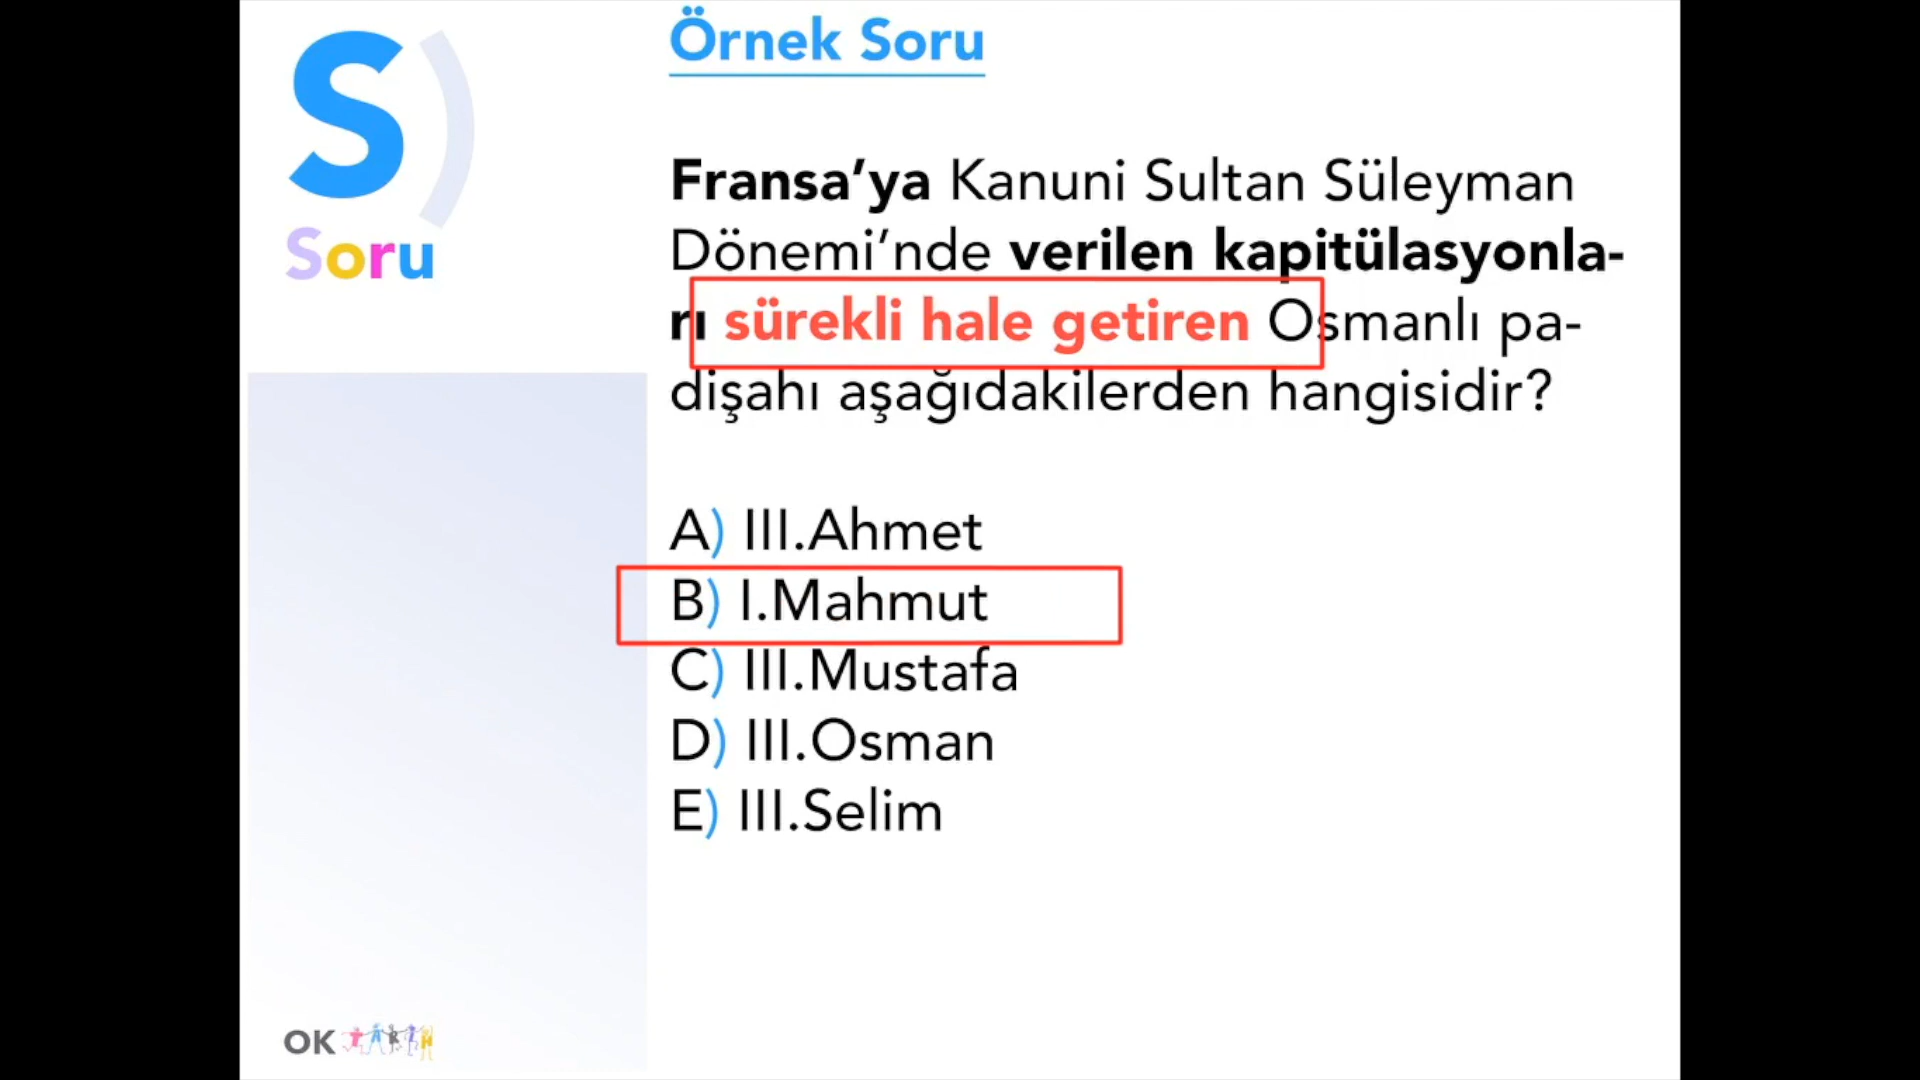 S)
Soru
Örnek Soru
Fransa’ya Kanuni Sultan Süleyman
Dönemi’nde verilen kapitülasyonla-
rı sürekli hale getiren Osmanlı pa-
dişahı aşağıdakilerden hangisidir?
A) III.Ahmet
B) I.Mahmut
C) III.Mustafa
D) III.Osman
E) III.Selim
OK TARİH